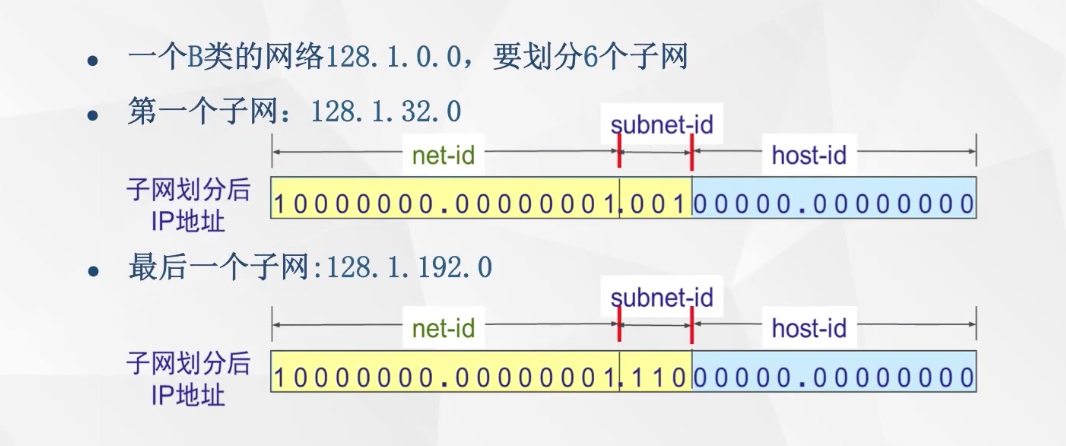 • 一个B类的网络128.1.0.0，要划分6个子网
• 第一个子网：128.1.32.0
subnet-id
net-id host-id
子网划分后
IP地址
10000000.00000001.00100000.00000000
• 最后一个子网:128.1.192.0
subnet-id
net-id host-id
子网划分后
IP地址
10000000.00000001.11000000.00000000